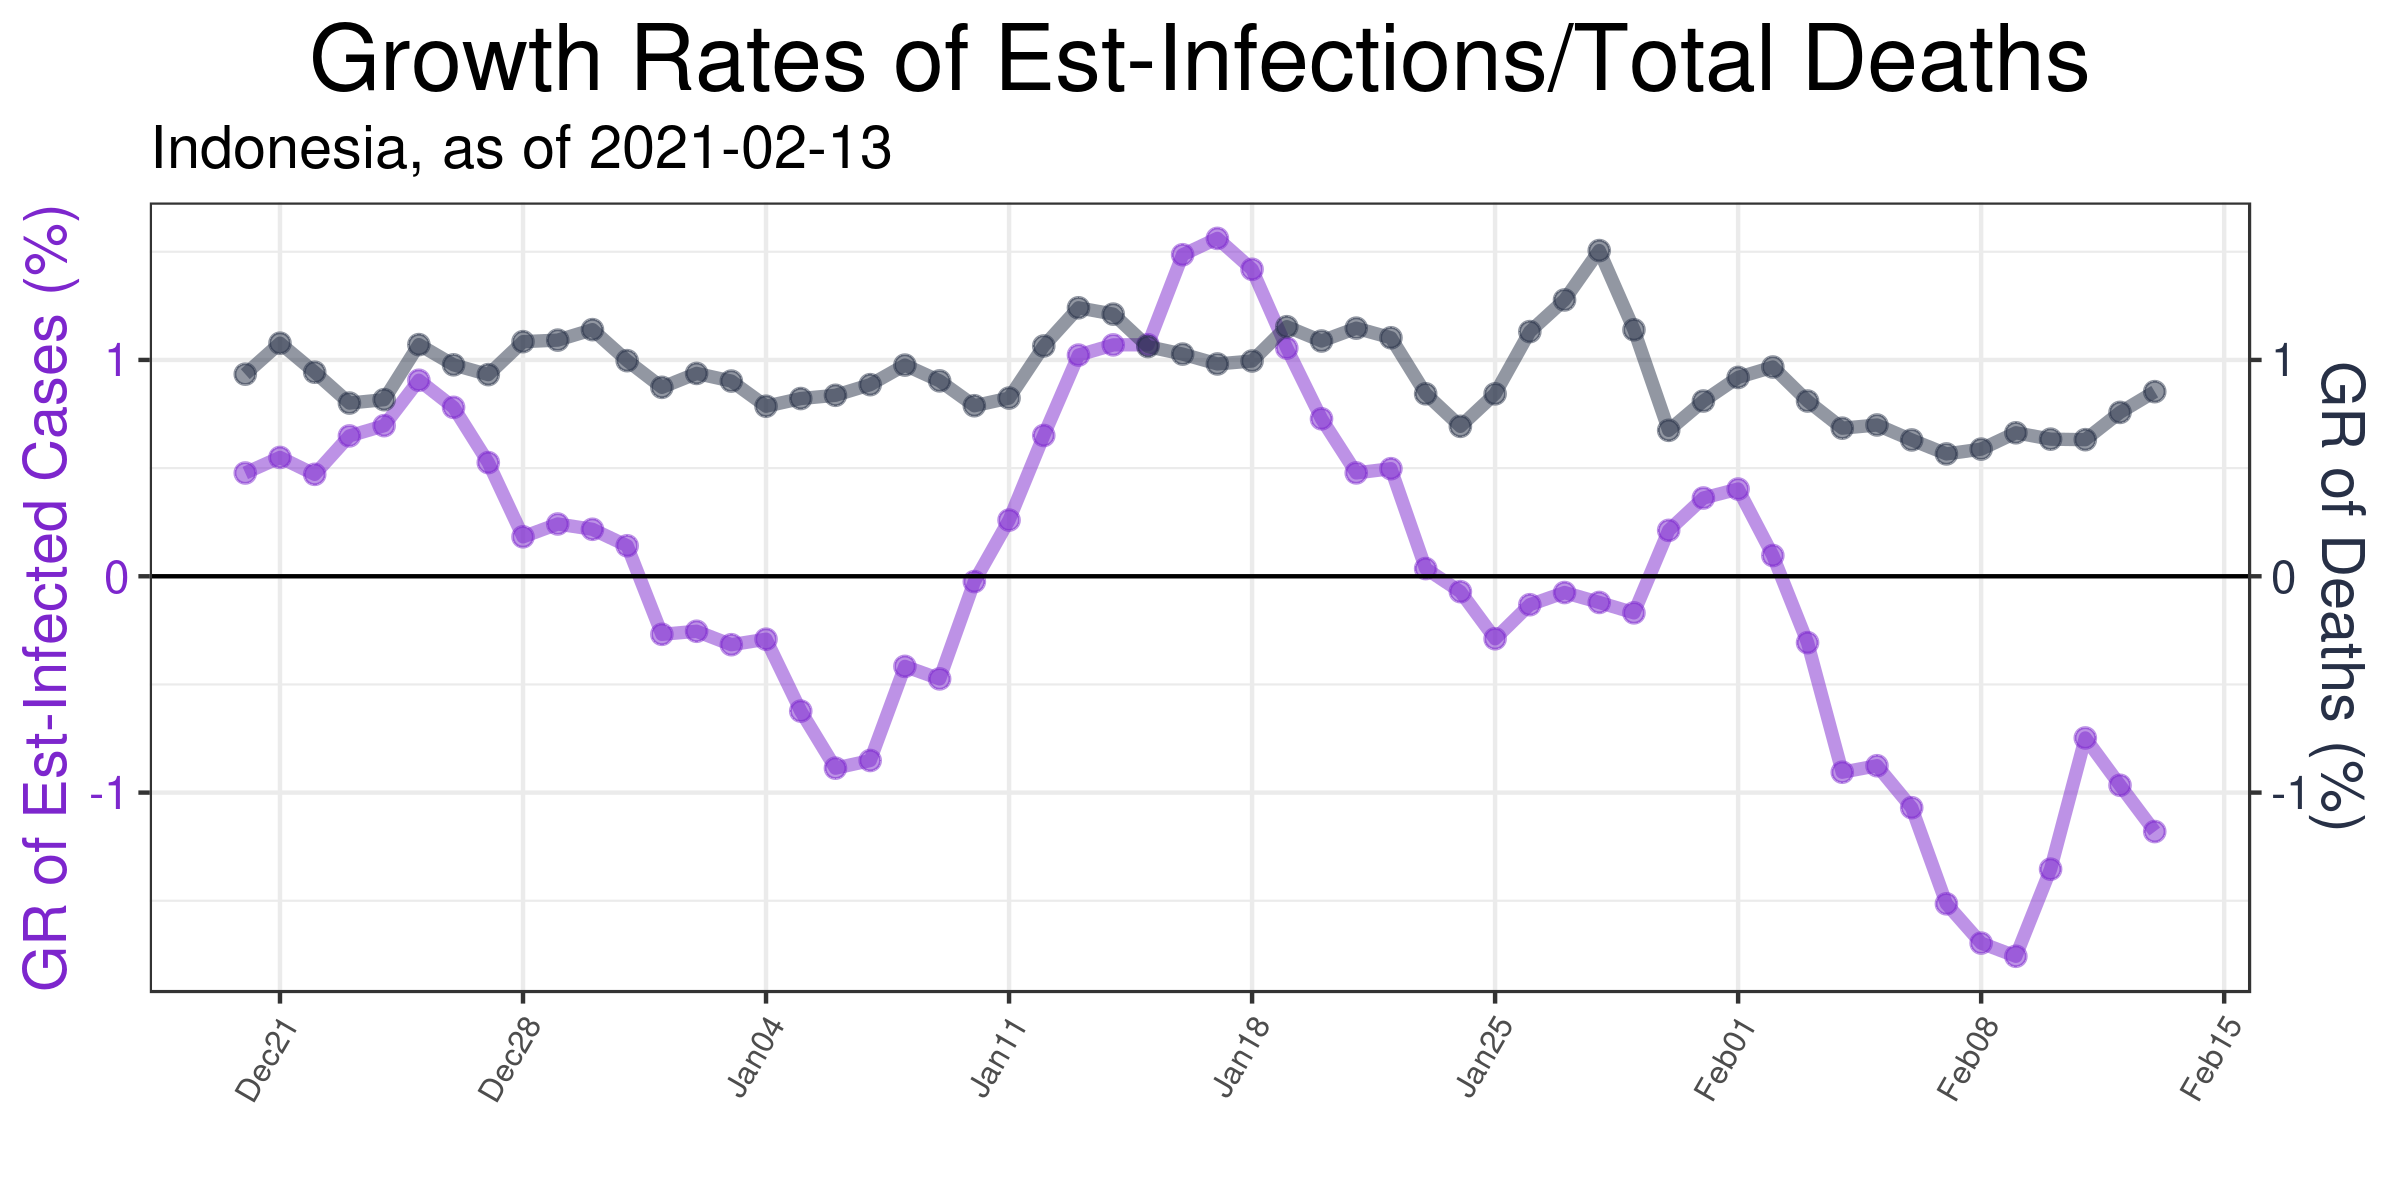 Growth Rates of Est-Infections/Total Deaths
Indonesia, as of 2021-02-13
GR of Est-Infected Cases (%)
1
0
-1
1
0
-1
GR of Deaths (%)
Dec21
Dec28
Jan04
Jan11
Jan18
Jan25
Feb01
Feb08
Feb15